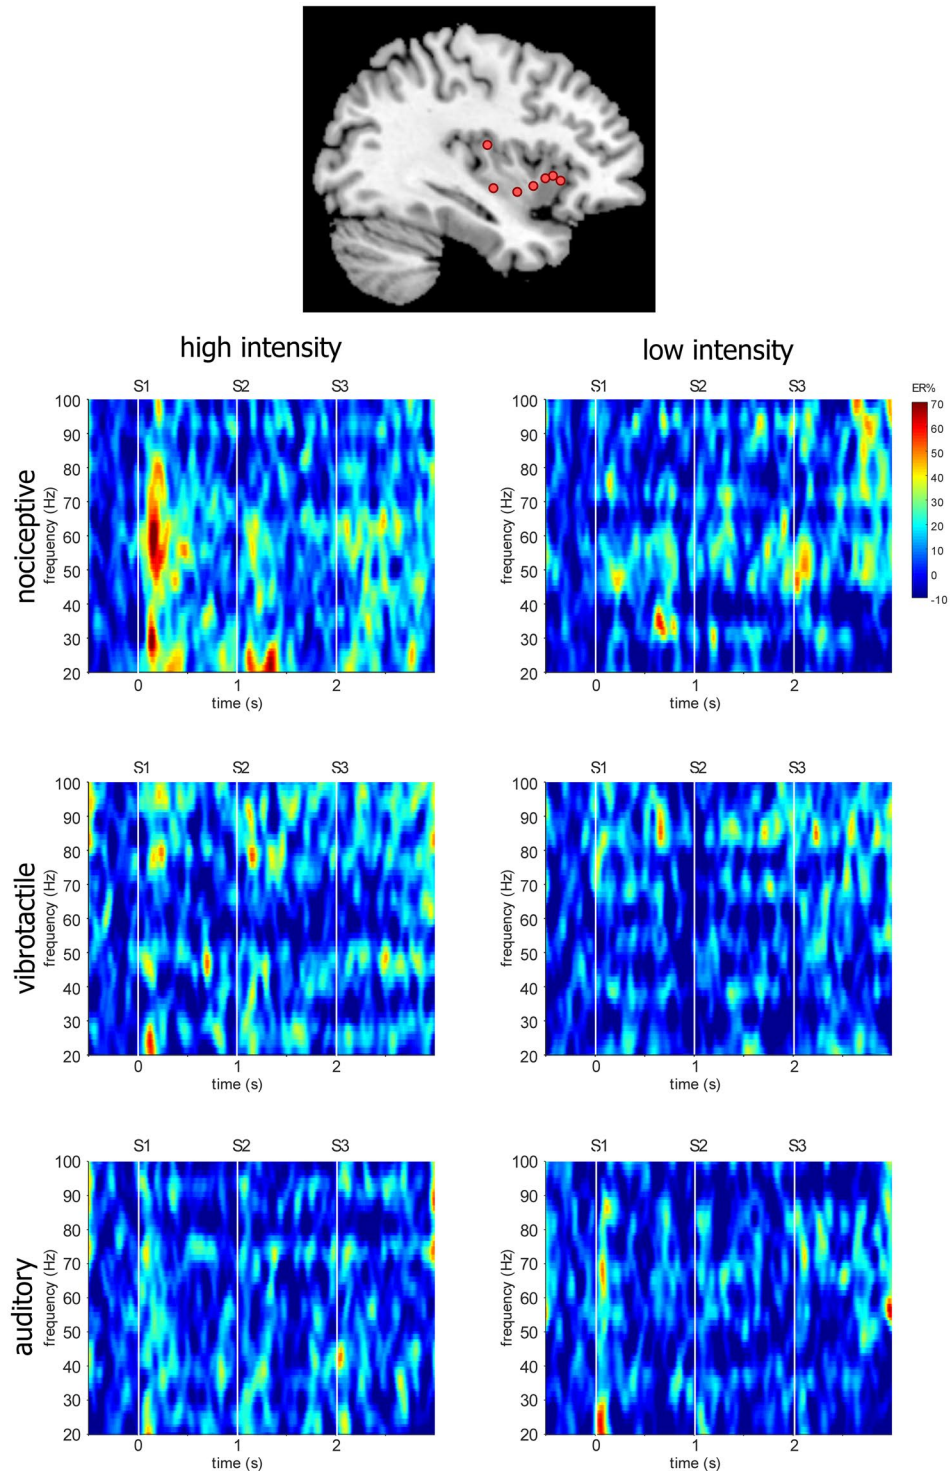 high intensity
low intensity
S1 S2 S3
S1 S2 S3
ER%
nociceptive
frequency (Hz)
100
90
80
70
60
50
40
30
20
0 1 2
time (s)
frequency (Hz)
100
90
80
70
60
50
40
30
20
0 1 2
time (s)
70
60
50
40
30
20
10
0
-10
S1 S2 S3
S1 S2 S3
vibrotactile
frequency (Hz)
100
90
80
70
60
50
40
30
20
0 1 2
time (s)
frequency (Hz)
100
90
80
70
60
50
40
30
20
0 1 2
time (s)
S1 S2 S3
S1 S2 S3
auditory
frequency (Hz)
100
90
80
70
60
50
40
30
20
0 1 2
time (s)
frequency (Hz)
100
90
80
70
60
50
40
30
20
0 1 2
time (s)